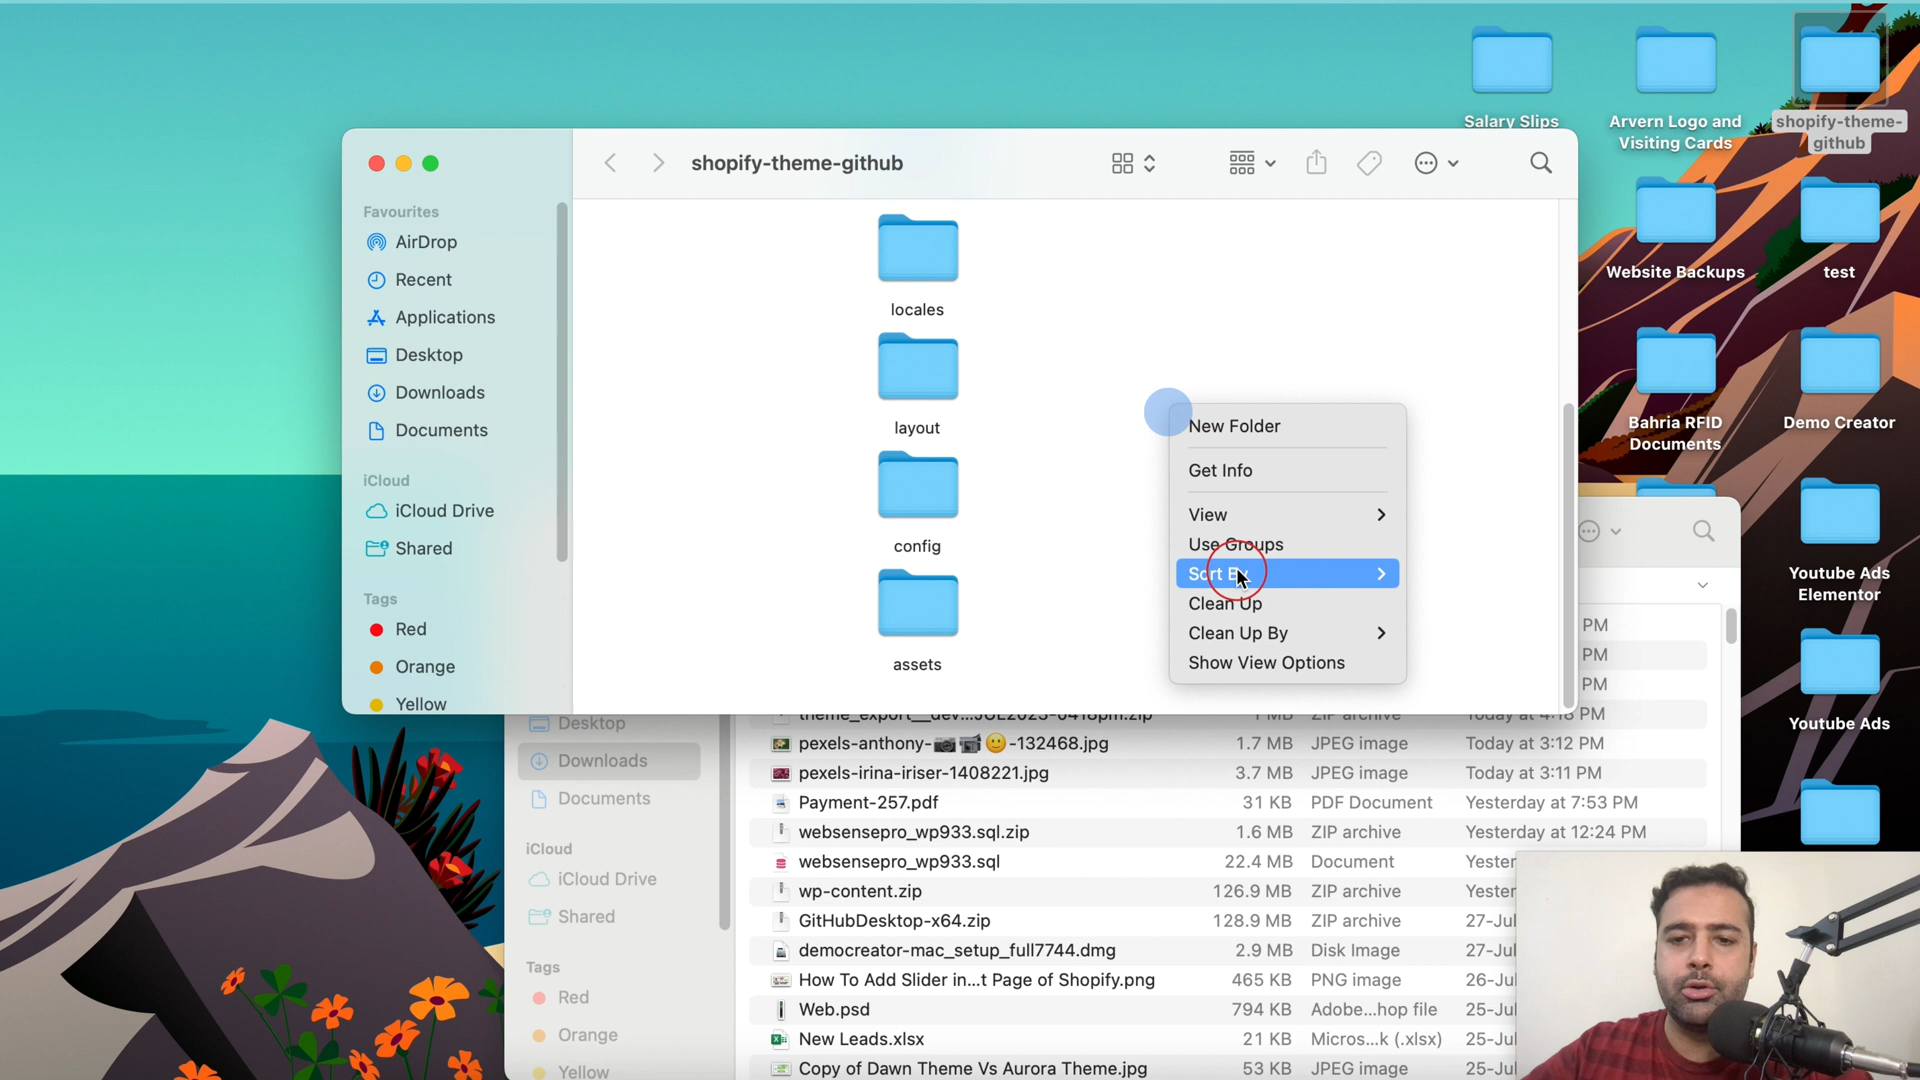 Salary Slips
Arvern Logo and
Visiting Cards
shopify-theme-
github
Website Backups
test
Bahria RFID
Documents
Demo Creator
Youtube Ads
Elementor
Youtube Ads
shopify-theme-github
Favourites
AirDrop
Recent
Applications
Desktop
Downloads
Documents
iCloud
iCloud Drive
Shared
Tags
Red
Orange
Yellow
locales
layout
config
assets
New Folder
Get Info
View
Use Groups
Sort By
Clean Up
Clean Up By
Show View Options
PM
PM
PM
Desktop
Downloads
Documents
iCloud
iCloud Drive
Shared
Tags
Red
Orange
Yellow
theme_export__dev...JUL2023-0418pm.zip 1 MB ZIP archive Today at 4:18 PM
pexels-anthony-📷📹🙂-132468.jpg 1.7 MB JPEG image Today at 3:12 PM
pexels-irina-iriser-1408221.jpg 3.7 MB JPEG image Today at 3:11 PM
Payment-257.pdf 31 KB PDF Document Yesterday at 7:53 PM
websensepro_wp933.sql.zip 1.6 MB ZIP archive Yesterday at 12:24 PM
websensepro_wp933.sql 22.4 MB Document Yester
wp-content.zip 126.9 MB ZIP archive Yester
GitHubDesktop-x64.zip 128.9 MB ZIP archive 27-Jul
democreator-mac_setup_full7744.dmg 2.9 MB Disk Image 27-Jul
How To Add Slider in...t Page of Shopify.png 465 KB PNG image 26-Jul
Web.psd 794 KB Adobe...hop file 25-Jul
New Leads.xlsx 21 KB Micros...k (.xlsx) 25-Jul
Copy of Dawn Theme Vs Aurora Theme.jpg 53 KB JPEG image 25-Jul